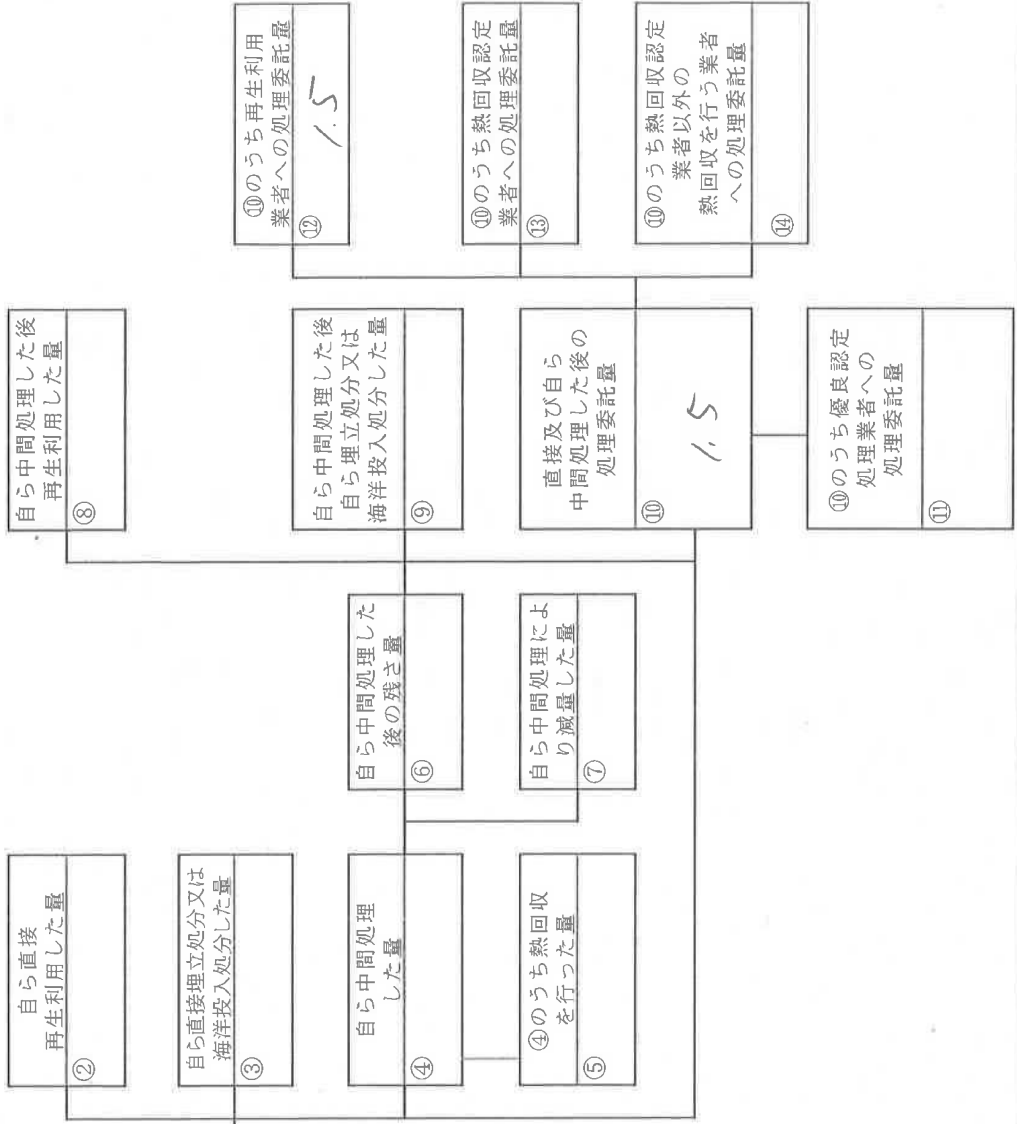 自ら直接
再生利用した量
②
自ら直接埋立処分又は
海洋投入処分した量
③
自ら中間処理
した量
④
④のうち熱回収
を行った量
⑤
自ら中間処理した
後の残さ量
⑥
自ら中間処理によ
り減量した量
⑦
自ら中間処理した後
再生利用した量
⑧
自ら中間処理した後
自ら埋立処分又は
海洋投入処分した量
⑨
直接及び自ら
中間処理した後の
処理委託量
⑩
1.5
⑩のうち優良認定
処理業者への
処理委託量
⑪
⑩のうち再生利用
業者への処理委託量
⑫
1.5
⑩のうち熱回収認定
業者への処理委託量
⑬
⑩のうち熱回収認定
業者以外の
熱回収を行う業者
への処理委託量
⑭